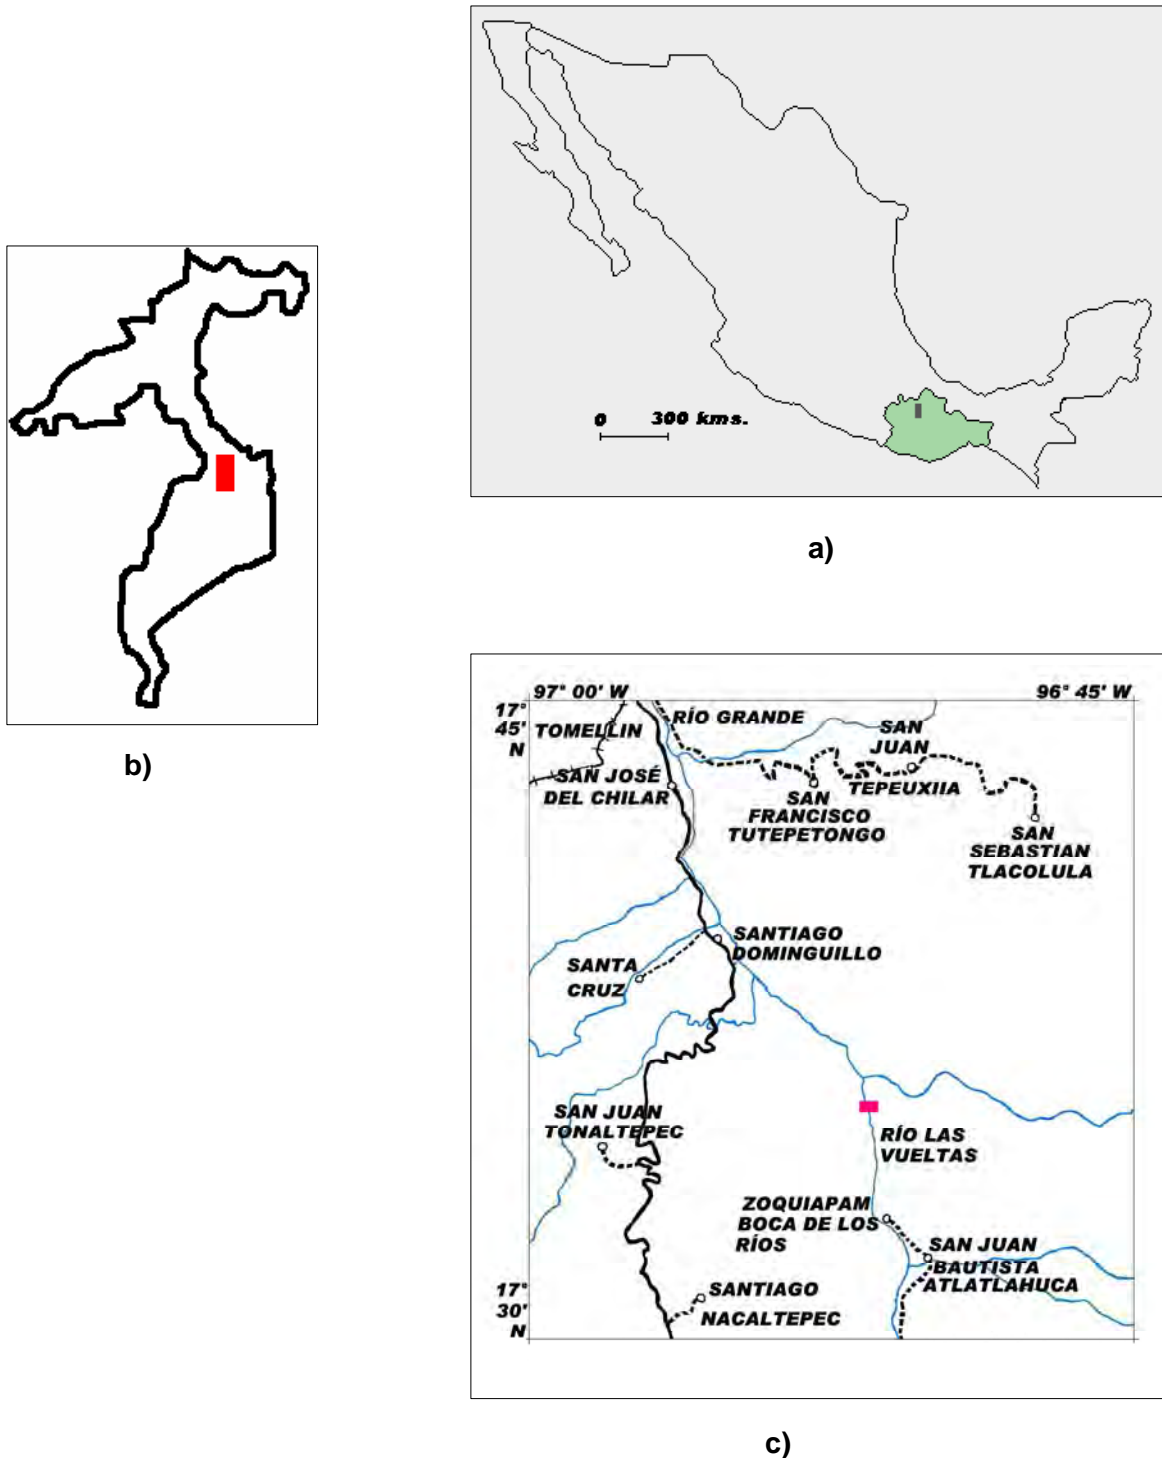 0 300 kms.
a)
b)
97° 00' W
96° 45' W
17°
45'
N
TOMELLIN
RÍO GRANDE
SAN
JUAN
TEPEUXIIA
SAN JOSÉ
DEL CHILAR
SAN
FRANCISCO
TUTEPETONGO
SAN
SEBASTIAN
TLACOLULA
SANTIAGO
DOMINGUILLO
SANTA
CRUZ
SAN JUAN
TONALTEPEC
RÍO LAS
VUELTAS
ZOQUIAPAM
BOCA DE LOS
RÍOS
SAN JUAN
BAUTISTA
ATLATLAHUCA
17°
30'
N
SANTIAGO
NACALTEPEC
c)